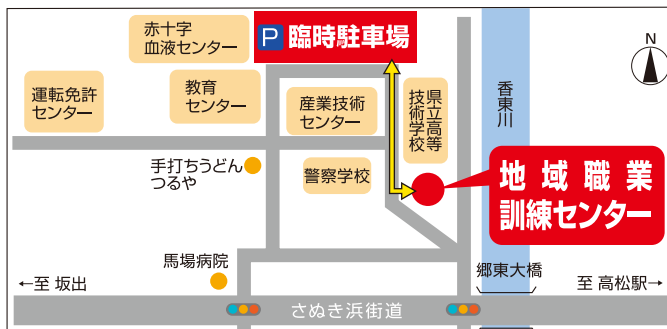 赤十字
血液センター
P 臨時駐車場
N
運転免許
センター
教育
センター
産業技術
センター
県立高等
技術学校
香東川
手打ちうどん
つるや
警察学校
地域職業
訓練センター
馬場病院
郷東大橋
←至 坂出
至 高松駅→
さぬき浜街道